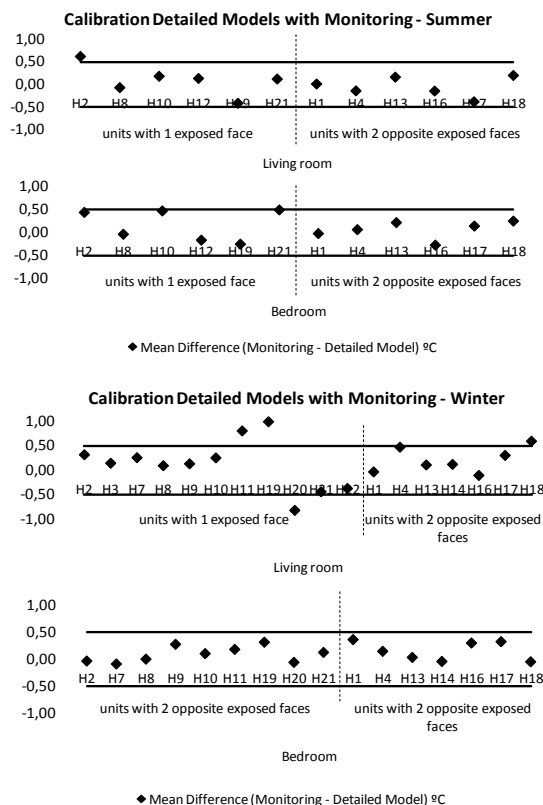 Calibration Detailed Models with Monitoring - Summer
1,00
0,50
0,00
-0,50
-1,00
H2 H8 H10 H12 H19 H21 H1 H4 H13 H16 H17 H18
units with 1 exposed face units with 2 opposite exposed faces
Living room
1,00
0,50
0,00
-0,50
-1,00
H2 H8 H10 H12 H19 H21 H1 H4 H13 H16 H17 H18
units with 1 exposed face units with 2 opposite exposed faces
Bedroom
Mean Difference (Monitoring - Detailed Model) ºC
Calibration Detailed Models with Monitoring - Winter
1,00
0,50
0,00
-0,50
-1,00
H2 H3 H7 H8 H9 H10 H11 H19 H20 H21 H1 H4 H13 H14 H16 H17 H18
units with 1 exposed face units with 2 opposite exposed
faces
Living room
1,00
0,50
0,00
-0,50
-1,00
H2 H7 H8 H9 H10 H11 H19 H20 H21 H1 H4 H13 H14 H16 H17 H18
units with 2 opposite exposed faces units with 2 opposite exposed
faces
Bedroom
Mean Difference (Monitoring - Detailed Model) ºC